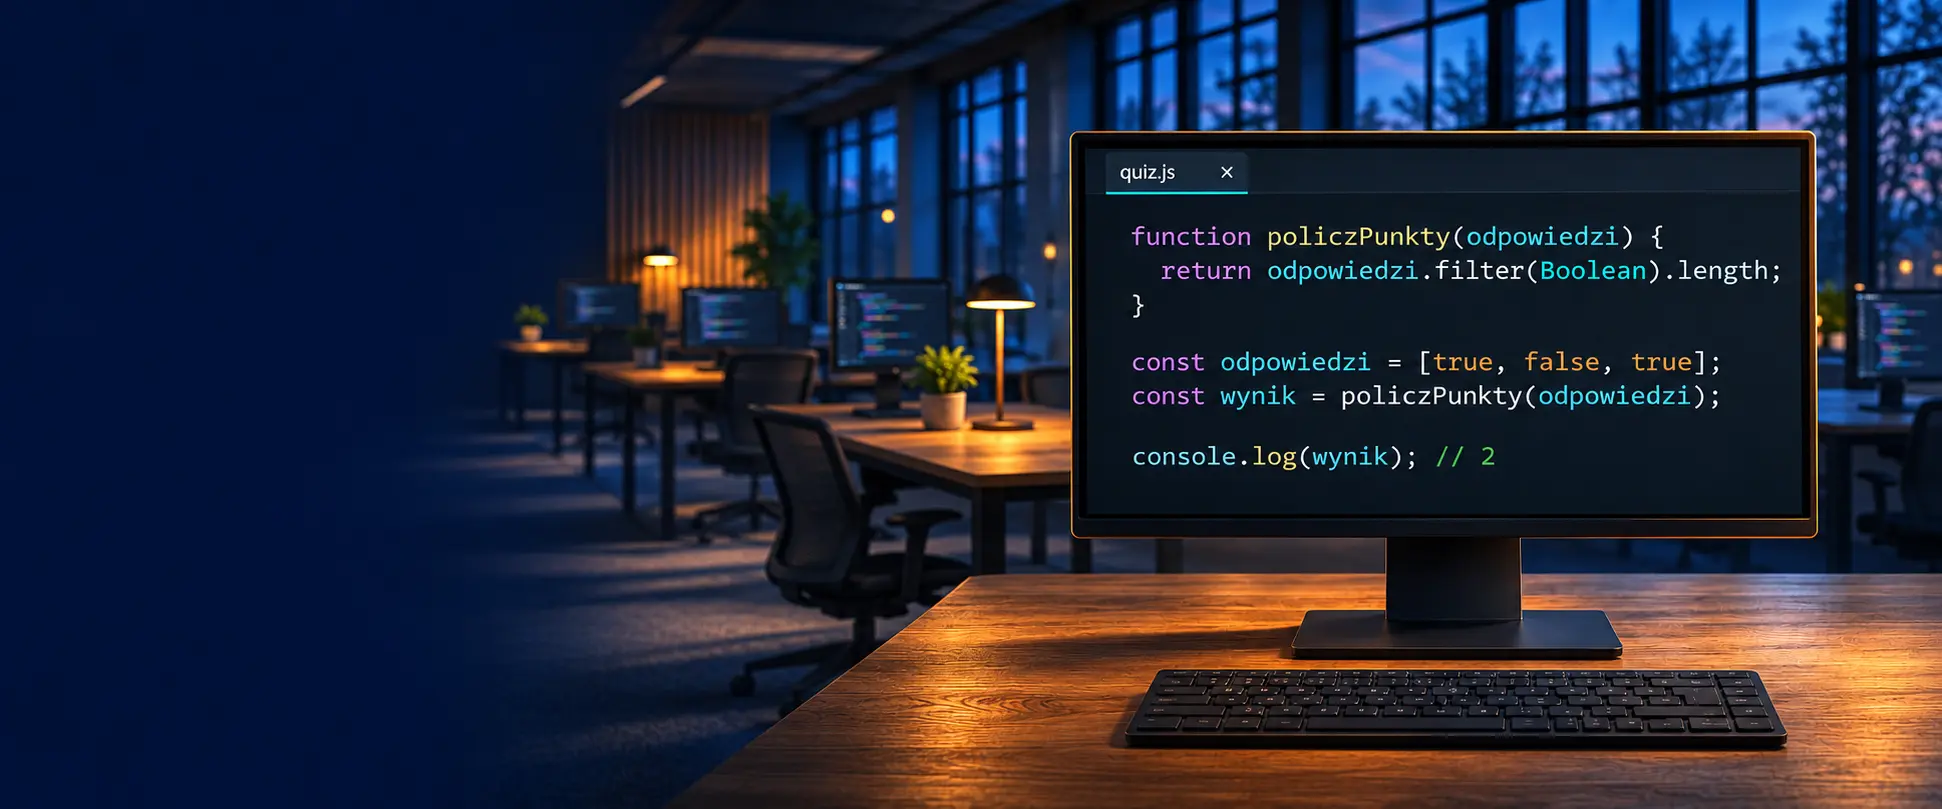 quiz.js ×
function policzPunkty(odpowiedzi) {
  return odpowiedzi.filter(Boolean).length;
}
const odpowiedzi = [true, false, true];
const wynik = policzPunkty(odpowiedzi);
console.log(wynik); // 2